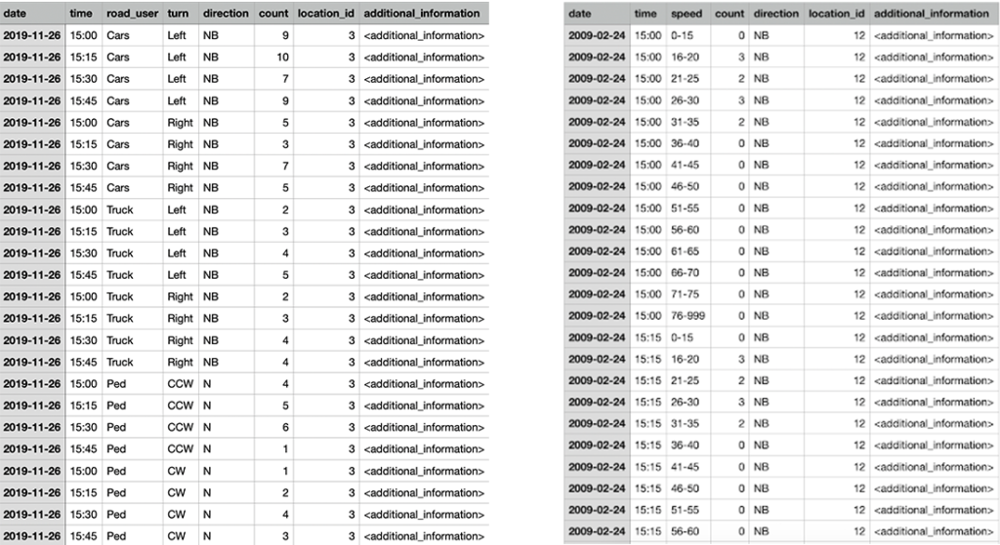 date time road_user turn direction count location_id additional_information
2019-11-26 15:00 Cars Left NB 9 3 <additional_information>
2019-11-26 15:15 Cars Left NB 10 3 <additional_information>
2019-11-26 15:30 Cars Left NB 7 3 <additional_information>
2019-11-26 15:45 Cars Left NB 9 3 <additional_information>
2019-11-26 15:00 Cars Right NB 5 3 <additional_information>
2019-11-26 15:15 Cars Right NB 3 3 <additional_information>
2019-11-26 15:30 Cars Right NB 7 3 <additional_information>
2019-11-26 15:45 Cars Right NB 5 3 <additional_information>
2019-11-26 15:00 Truck Left NB 2 3 <additional_information>
2019-11-26 15:15 Truck Left NB 3 3 <additional_information>
2019-11-26 15:30 Truck Left NB 4 3 <additional_information>
2019-11-26 15:45 Truck Left NB 5 3 <additional_information>
2019-11-26 15:00 Truck Right NB 2 3 <additional_information>
2019-11-26 15:15 Truck Right NB 3 3 <additional_information>
2019-11-26 15:30 Truck Right NB 4 3 <additional_information>
2019-11-26 15:45 Truck Right NB 4 3 <additional_information>
2019-11-26 15:00 Ped CCW N 4 3 <additional_information>
2019-11-26 15:15 Ped CCW N 5 3 <additional_information>
2019-11-26 15:30 Ped CCW N 6 3 <additional_information>
2019-11-26 15:45 Ped CCW N 1 3 <additional_information>
2019-11-26 15:00 Ped CW N 1 3 <additional_information>
2019-11-26 15:15 Ped CW N 2 3 <additional_information>
2019-11-26 15:30 Ped CW N 4 3 <additional_information>
2019-11-26 15:45 Ped CW N 3 3 <additional_information>
date time speed count direction location_id additional_information
2009-02-24 15:00 0-15 0 NB 12 <additional_information>
2009-02-24 15:00 16-20 3 NB 12 <additional_information>
2009-02-24 15:00 21-25 2 NB 12 <additional_information>
2009-02-24 15:00 26-30 3 NB 12 <additional_information>
2009-02-24 15:00 31-35 2 NB 12 <additional_information>
2009-02-24 15:00 36-40 0 NB 12 <additional_information>
2009-02-24 15:00 41-45 0 NB 12 <additional_information>
2009-02-24 15:00 46-50 0 NB 12 <additional_information>
2009-02-24 15:00 51-55 0 NB 12 <additional_information>
2009-02-24 15:00 56-60 0 NB 12 <additional_information>
2009-02-24 15:00 61-65 0 NB 12 <additional_information>
2009-02-24 15:00 66-70 0 NB 12 <additional_information>
2009-02-24 15:00 71-75 0 NB 12 <additional_information>
2009-02-24 15:00 76-999 0 NB 12 <additional_information>
2009-02-24 15:15 0-15 0 NB 12 <additional_information>
2009-02-24 15:15 16-20 3 NB 12 <additional_information>
2009-02-24 15:15 21-25 2 NB 12 <additional_information>
2009-02-24 15:15 26-30 3 NB 12 <additional_information>
2009-02-24 15:15 31-35 2 NB 12 <additional_information>
2009-02-24 15:15 36-40 0 NB 12 <additional_information>
2009-02-24 15:15 41-45 0 NB 12 <additional_information>
2009-02-24 15:15 46-50 0 NB 12 <additional_information>
2009-02-24 15:15 51-55 0 NB 12 <additional_information>
2009-02-24 15:15 56-60 0 NB 12 <additional_information>